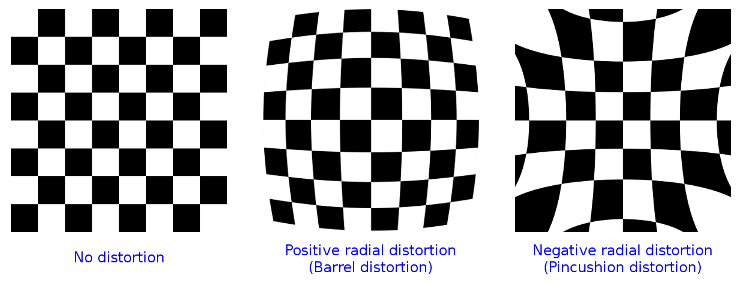 No distortion
Positive radial distortion
(Barrel distortion)
Negative radial distortion
(Pincushion distortion)